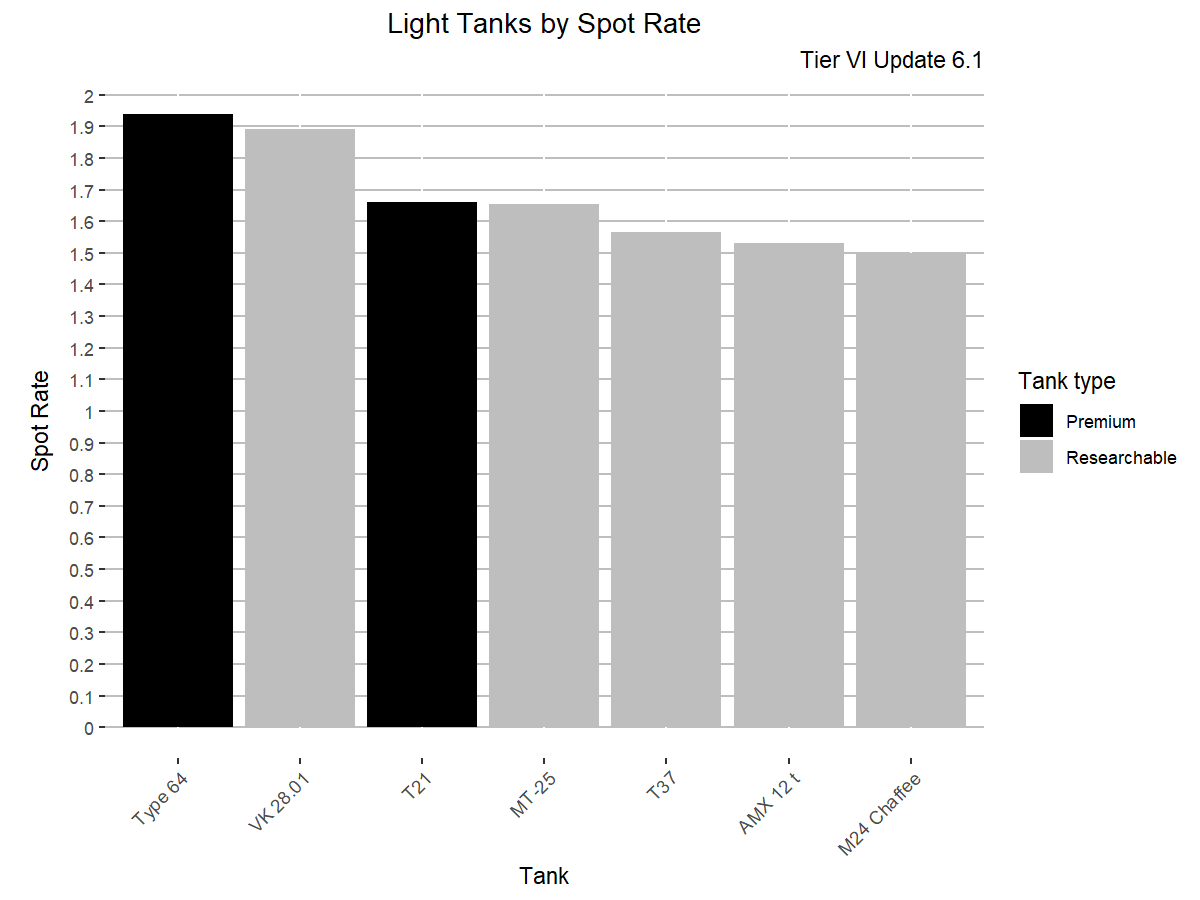 Light Tanks by Spot Rate
Tier VI Update 6.1
Spot Rate
2
1.9
1.8
1.7
1.6
1.5
1.4
1.3
1.2
1.1
1
0.9
0.8
0.7
0.6
0.5
0.4
0.3
0.2
0.1
0
Type 64
VK 28.01
T21
MT-25
T37
AMX 12 t
M24 Chaffee
Tank
Tank type
Premium
Researchable